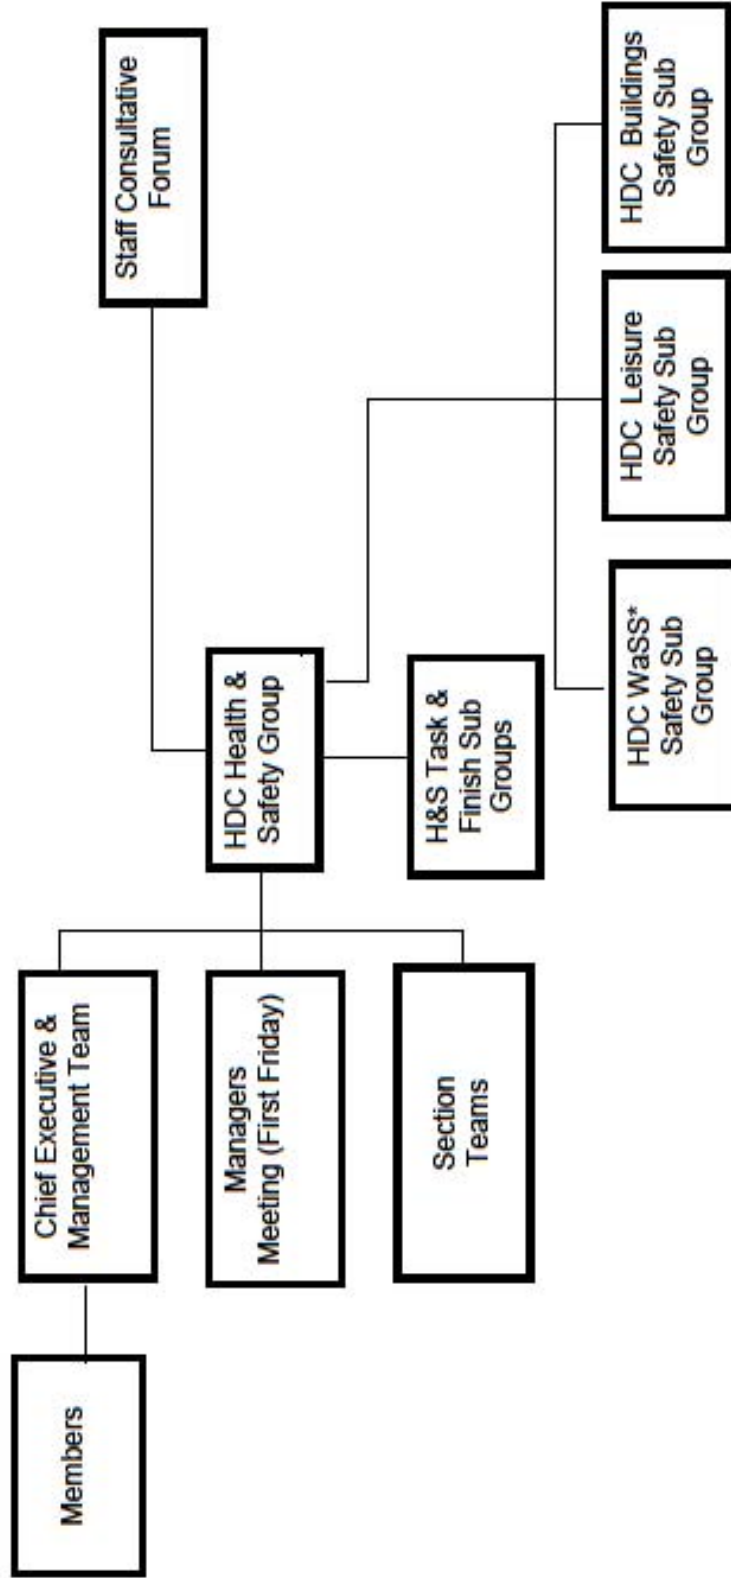 Members
Chief Executive &
Management Team
Managers
Meeting (First Friday)
Section
Teams
HDC Health &
Safety Group
H&S Task &
Finish Sub
Groups
Staff Consultative
Forum
HDC WaSS*
Safety Sub
Group
HDC Leisure
Safety Sub
Group
HDC Buildings
Safety Sub
Group